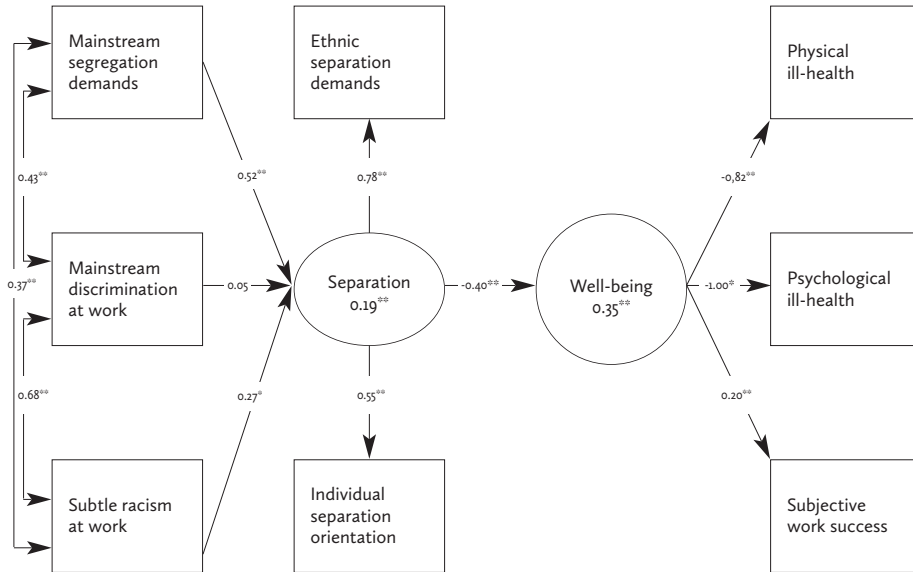 Mainstream
segregation
demands
Ethnic
separation
demands
Physical
ill-health
0.43**
0.52**
0.78**
-0,82**
Mainstream
discrimination
at work
0.37**
0.05
Separation
0.19**
-0.40**
Well-being
0.35**
-1.00*
Psychological
ill-health
0.68**
0.27*
0.55**
0.20**
Subtle racism
at work
Individual
separation
orientation
Subjective
work success